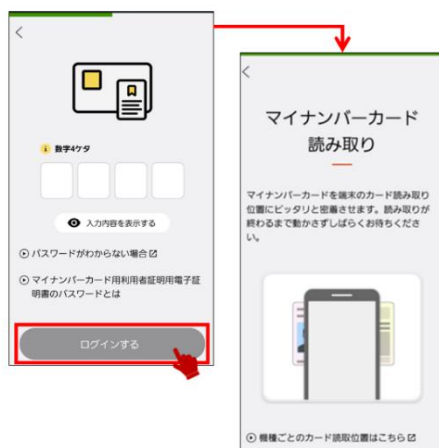 数字4ケタ
入力内容を表示する
パスワードがわからない場合
マイナンバーカード用利用者証明用電子証
明書のパスワードとは
ログインする
マイナンバーカード
読み取り
マイナンバーカードを端末のカード読み取り
位置にピッタリと密着させます。読み取りが
終わるまで動かさずしばらくお待ちくださ
い。
機種ごとのカード読取位置はこちら